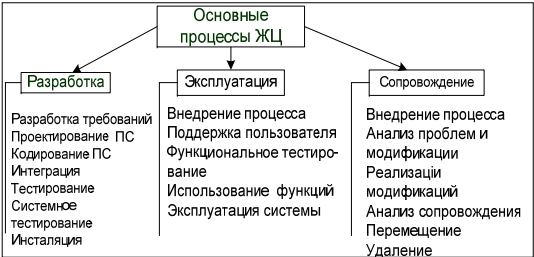 Основные
процессы ЖЦ
Разработка
Разработка требований
Проектирование ПС
Кодирование ПС
Интеграция
Тестирование
Системное
тестирование
Инсталяция
Эксплуатация
Внедрение процесса
Поддержка пользователя
Функциональное тестиро-
вание
Использование функций
Эксплуатация системы
Сопровождение
Внедрение процесса
Анализ проблем и
модификации
Реализаціи
модификаций
Анализ сопровождения
Перемещение
Удаление